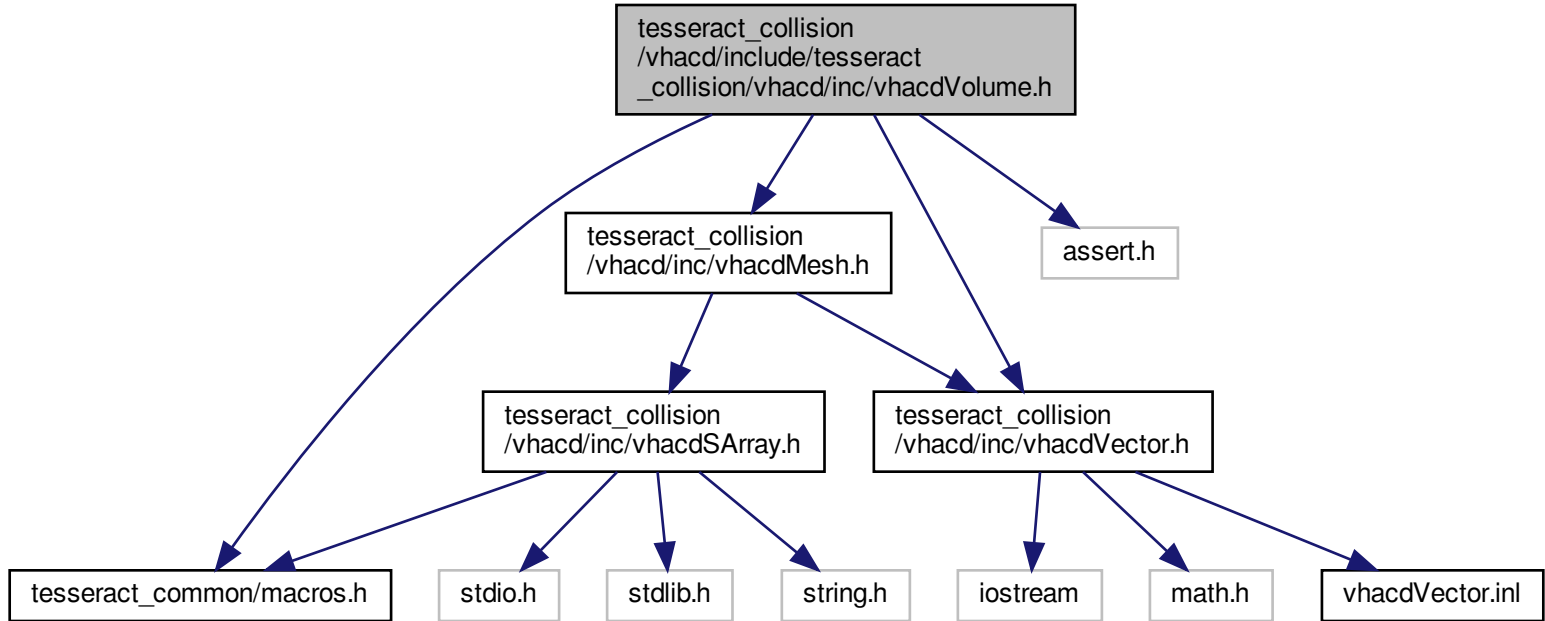 tesseract_collision
/vhacd/include/tesseract
_collision/vhacd/inc/vhacdVolume.h
tesseract_collision
/vhacd/inc/vhacdMesh.h
assert.h
tesseract_collision
/vhacd/inc/vhacdSArray.h
tesseract_collision
/vhacd/inc/vhacdVector.h
tesseract_common/macros.h
stdio.h
stdlib.h
string.h
iostream
math.h
vhacdVector.inl